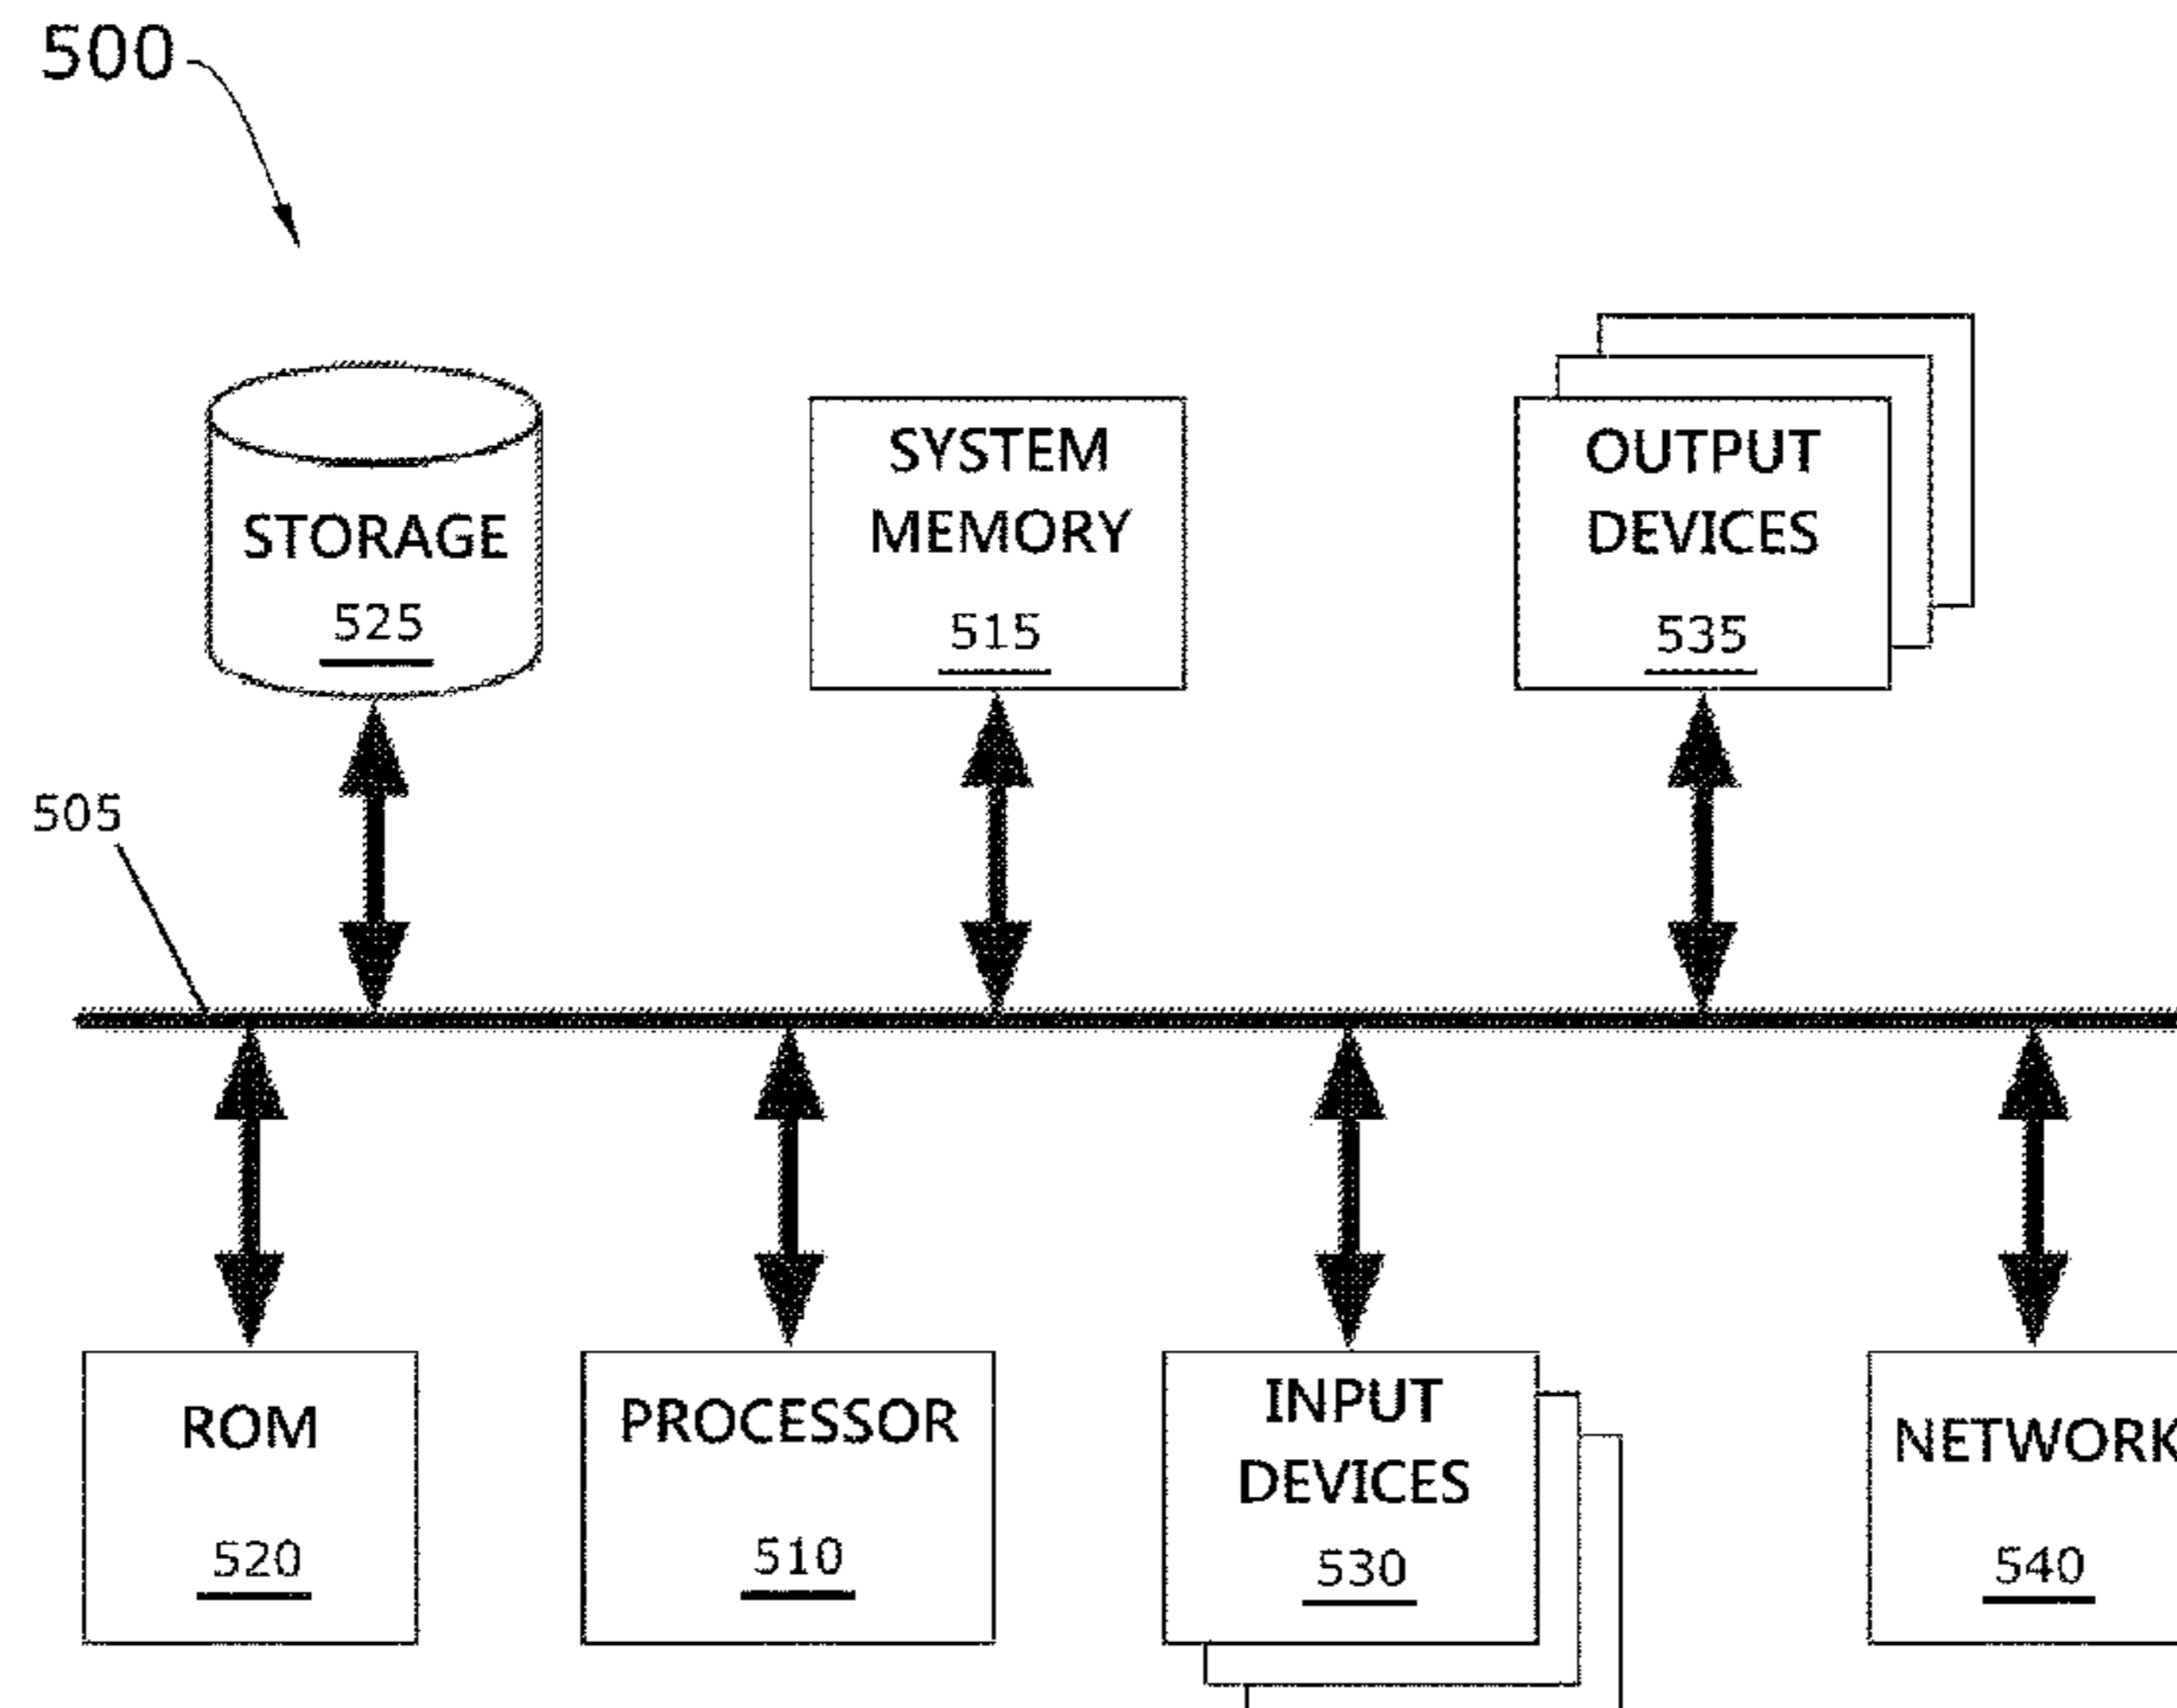 500
STORAGE
525
SYSTEM
MEMORY
515
OUTPUT
DEVICES
535
505
ROM
520
PROCESSOR
510
INPUT
DEVICES
530
NETWORK
540